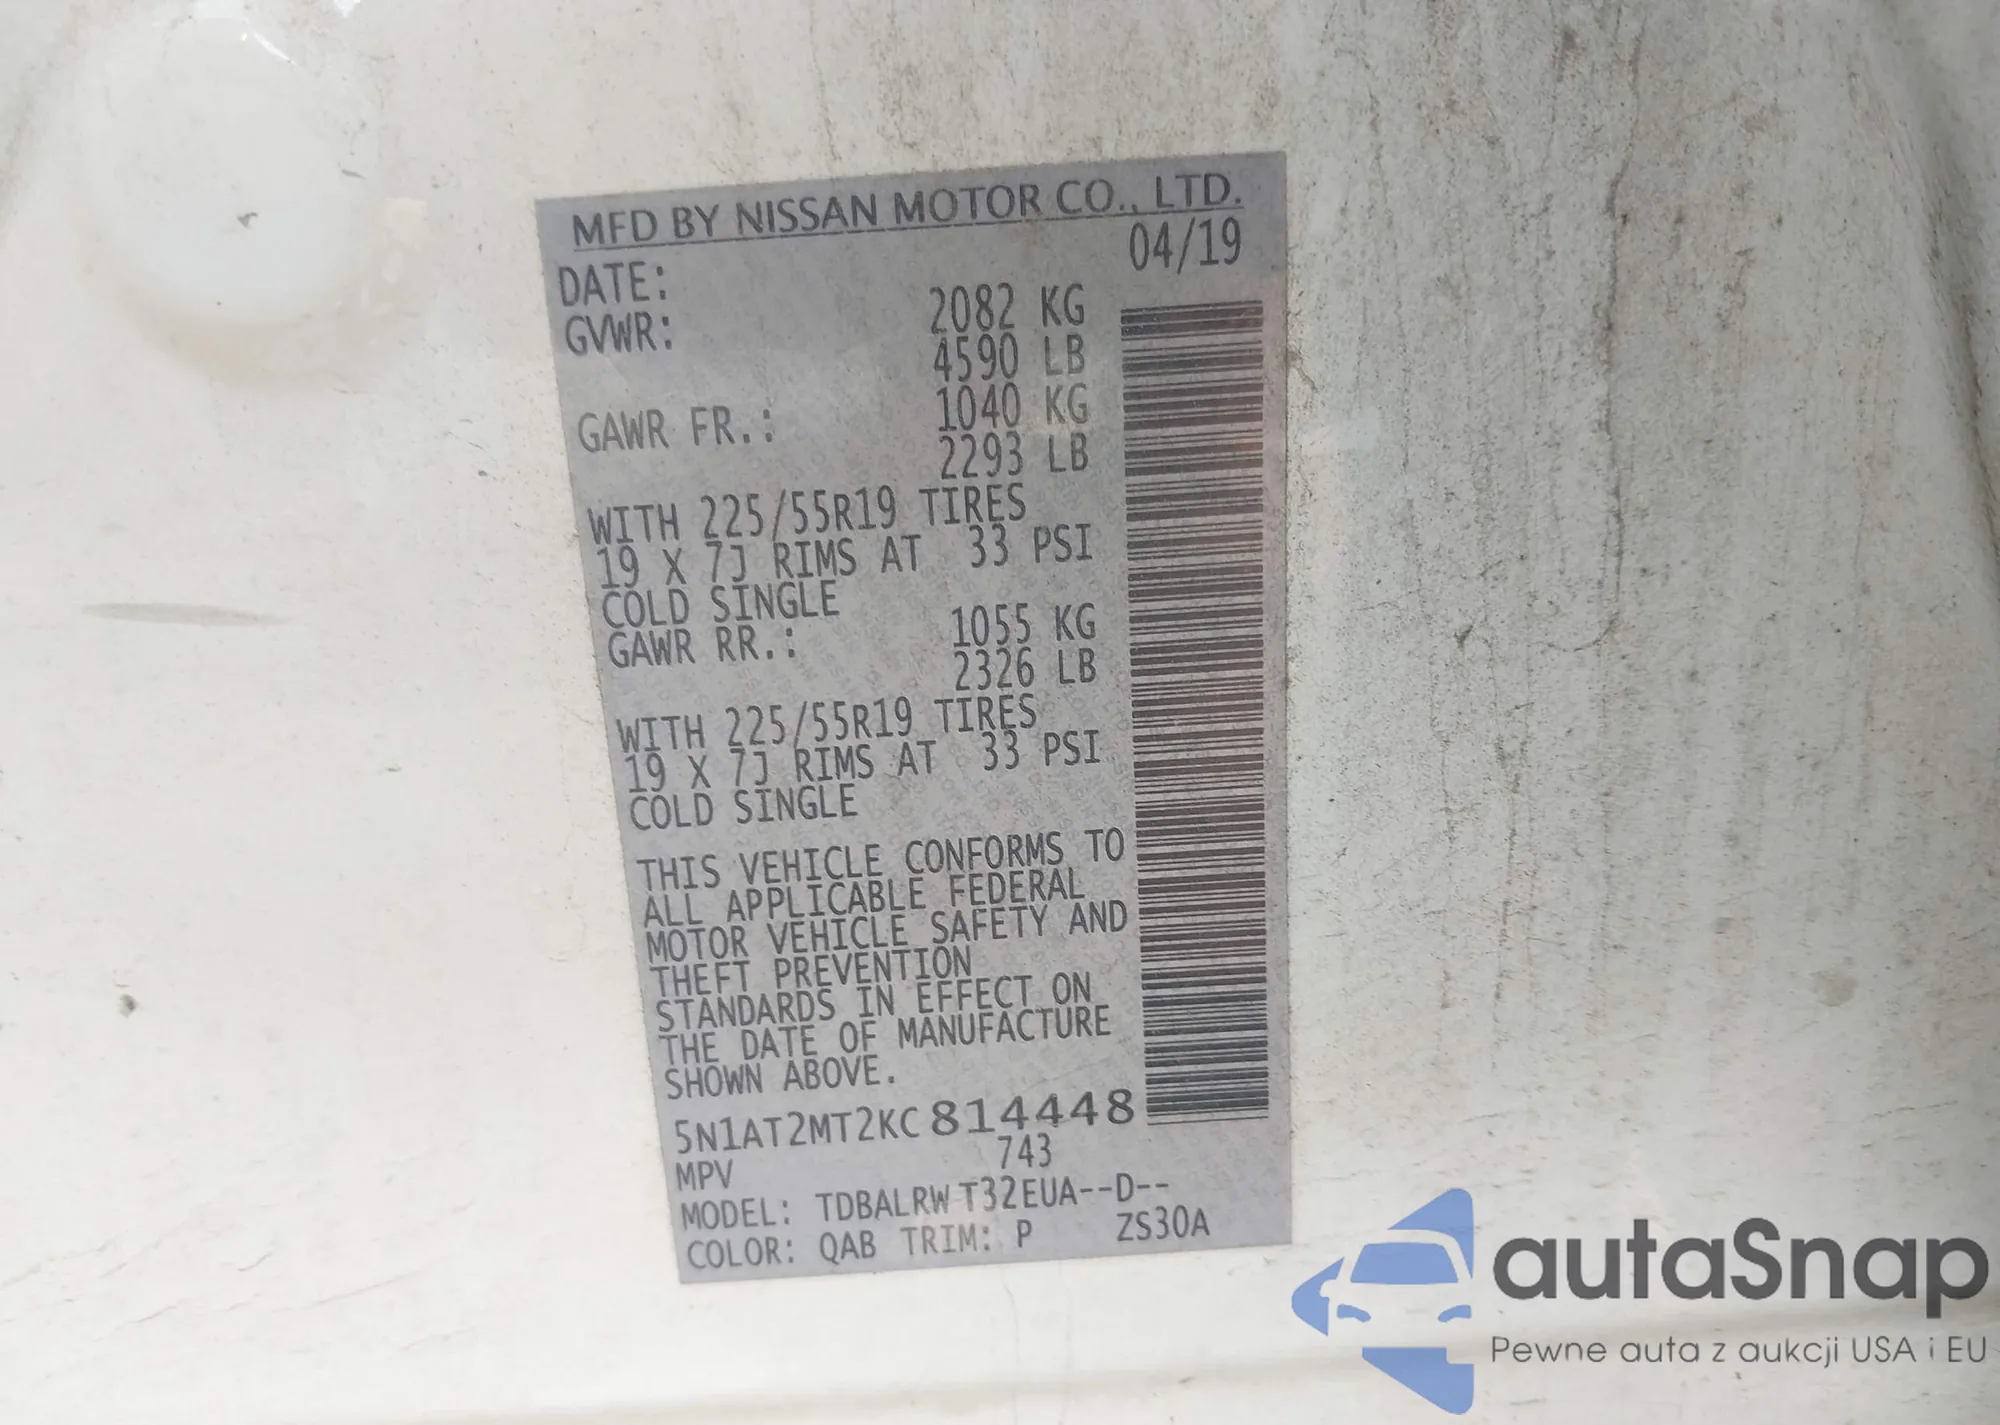 MFD BY NISSAN MOTOR CO., LTD.
DATE: 04/19
GVWR: 2082 KG
4590 LB
GAWR FR.: 1040 KG
2293 LB
WITH 225/55R19 TIRES
19 X 7J RIMS AT 33 PSI
COLD SINGLE
GAWR RR.: 1055 KG
2326 LB
WITH 225/55R19 TIRES
19 X 7J RIMS AT 33 PSI
COLD SINGLE
THIS VEHICLE CONFORMS TO
ALL APPLICABLE FEDERAL
MOTOR VEHICLE SAFETY AND
THEFT PREVENTION
STANDARDS IN EFFECT ON
THE DATE OF MANUFACTURE
SHOWN ABOVE.
5N1AT2MT2KC814448
MPV 743
MODEL: TDBALRW T32EUA--D--
COLOR: QAB TRIM: P ZS30A
autaSnap
Pewne auta z aukcji USA i EU